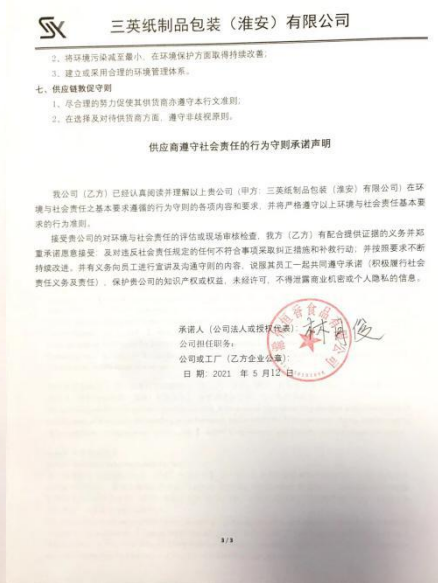 SX 三英纸制品包装（淮安）有限公司
2、将环境污染减至最小，在环境保护方面取得持续改善；
3、建立或采用合理的环境管理体系。
七、供应链敦促守则
1、尽合理的努力促使其供货商亦遵守本行文准则；
2、在选择及对待供货商方面，遵守非歧视原则。
供应商遵守社会责任的行为守则承诺声明
我公司（乙方）已经认真阅读并理解以上贵公司（甲方：三英纸制品包装（淮安）有限公司）在环
境与社会责任之基本要求遵循的行为守则的各项内容和要求，并将严格遵守以上环境与社会责任基本要
求的行为准则。
接受贵公司的对环境与社会责任的评估或现场审核检查，我方（乙方）有配合提供证据的义务并郑
重承诺愿意接受；及对违反社会责任规定的任何不符合事项采取纠正措施和补救行动；并按照要求不断
持续改进，并有义务向员工进行宣讲及沟通守则的内容，说服其员工一起共同遵守承诺（积极履行社会
责任义务及责任）、保护贵公司的知识产权或权益，未经许可，不得泄露商业机密或个人隐私的信息。
承诺人（公司法人或授权代表）：林
公司担任职务：
公司或工厂（乙方企业公章）：
日 期：2021 年 5 月12 日
食品有限公司
3/3